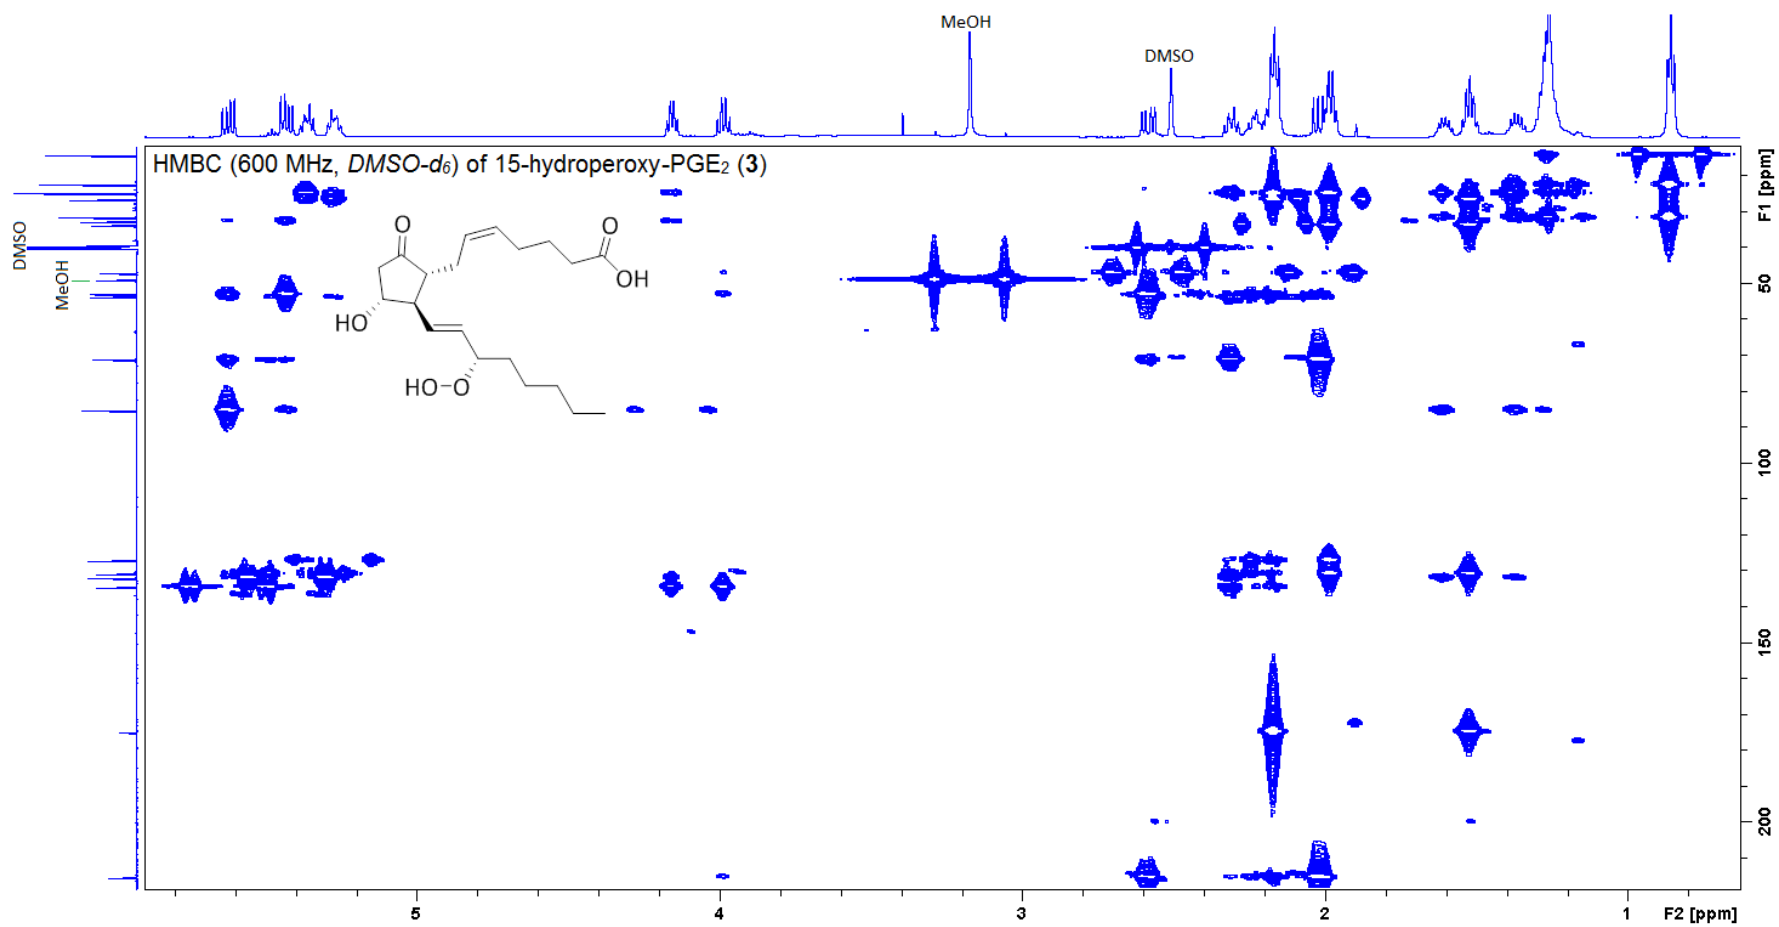 MeOH
DMSO
HMBC (600 MHz, DMSO-d6) of 15-hydroperoxy-PGE2 (3)
DMSO
MeOH
O
O
OH
HO
HO
O
F1 [ppm]
50
100
150
200
5
4
3
2
1
F2 [ppm]